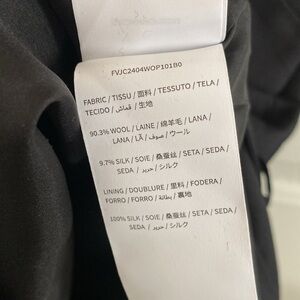 FVJC2404WOP101B0
FABRIC / TISSU / 面料 / TESSUTO / TELA /
TECIDO / قماش / 生地
90.3% WOOL / LAINE / 绵羊毛 / LANA /
LANA / LÃ / صوف / ウール
9.7% SILK / SOIE / 桑蚕丝 / SETA / SEDA /
SEDA / حرير / シルク
LINING / DOUBLURE / 里料 / FODERA /
FORRO / FORRO / بطانة / 裏地
100% SILK / SOIE / 桑蚕丝 / SETA / SEDA /
SEDA / حرير / シルク